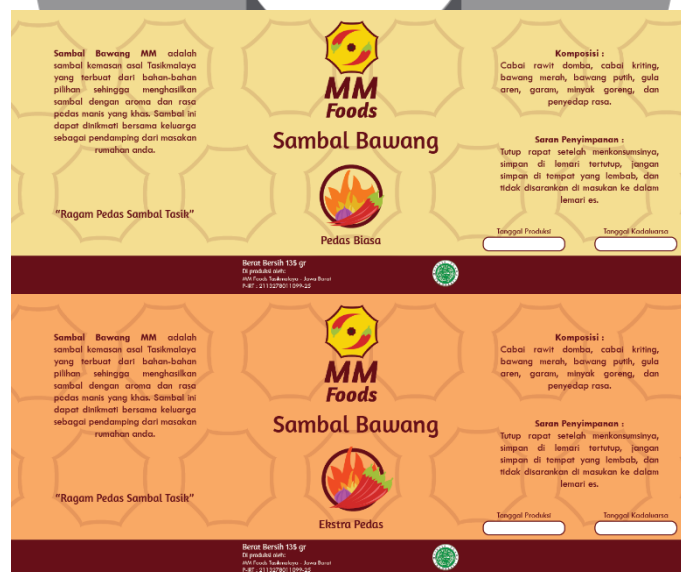 Sambal Bawang MM adalah
sambal kemasan asal Tasikmalaya
yang terbuat dari bahan-bahan
pilihan sehingga menghasilkan
sambal dengan aroma dan rasa
pedas manis yang khas. Sambal ini
dapat dinikmati bersama keluarga
sebagai pendamping dari masakan
rumahan anda.
"Ragam Pedas Sambal Tasik"
MM
Foods
Sambal Bawang
Pedas Biasa
Komposisi :
Cabai rawit domba, cabai kriting,
bawang merah, bawang putih, gula
aren, garam, minyak goreng, dan
penyedap rasa.
Saran Penyimpanan :
Tutup rapat setelah menkonsumsinya,
simpan di lemari tertutup, jangan
simpan di tempat yang lembab, dan
tidak disarankan di masukan ke dalam
lemari es.
Tanggal Produksi
Tanggal Kadaluarsa
Berat Bersih 135 gr
Di produksi oleh:
MM Foods Tasikmalaya - Jawa Barat
P-IRT : 2113278011099-25
Sambal Bawang MM adalah
sambal kemasan asal Tasikmalaya
yang terbuat dari bahan-bahan
pilihan sehingga menghasilkan
sambal dengan aroma dan rasa
pedas manis yang khas. Sambal ini
dapat dinikmati bersama keluarga
sebagai pendamping dari masakan
rumahan anda.
"Ragam Pedas Sambal Tasik"
MM
Foods
Sambal Bawang
Ekstra Pedas
Komposisi :
Cabai rawit domba, cabai kriting,
bawang merah, bawang putih, gula
aren, garam, minyak goreng, dan
penyedap rasa.
Saran Penyimpanan :
Tutup rapat setelah menkonsumsinya,
simpan di lemari tertutup, jangan
simpan di tempat yang lembab, dan
tidak disarankan di masukan ke dalam
lemari es.
Tanggal Produksi
Tanggal Kadaluarsa
Berat Bersih 135 gr
Di produksi oleh:
MM Foods Tasikmalaya - Jawa Barat
P-IRT : 2113278011099-25